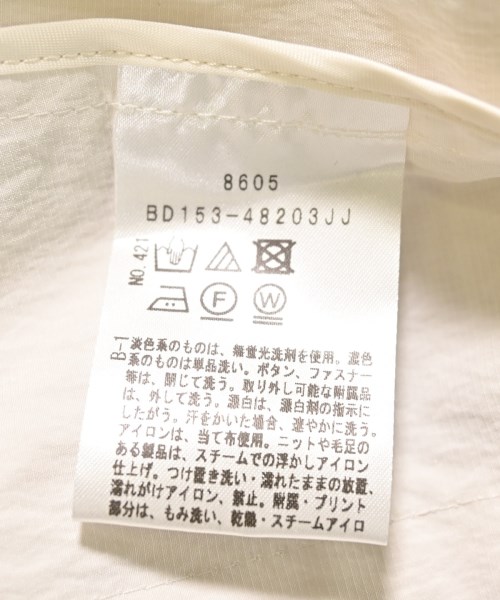 8605
BD153-48203JJ
NO.421
F W
B-1
淡色系のものは、無蛍光洗剤を使用。濃色
系のものは単品洗い。ボタン、ファスナー
等は、閉じて洗う。取り外し可能な附属品
は、外して洗う。漂白は、漂白剤の指示に
したがう。汗をかいた場合、速やかに洗う。
アイロンは、当て布使用。ニットや毛足の
ある製品は、スチームでの浮かしアイロン
仕上げ。つけ置き洗い・濡れたままの放置、
濡れがけアイロン、禁止。附属・プリント
部分は、もみ洗い、乾燥・スチームアイロ